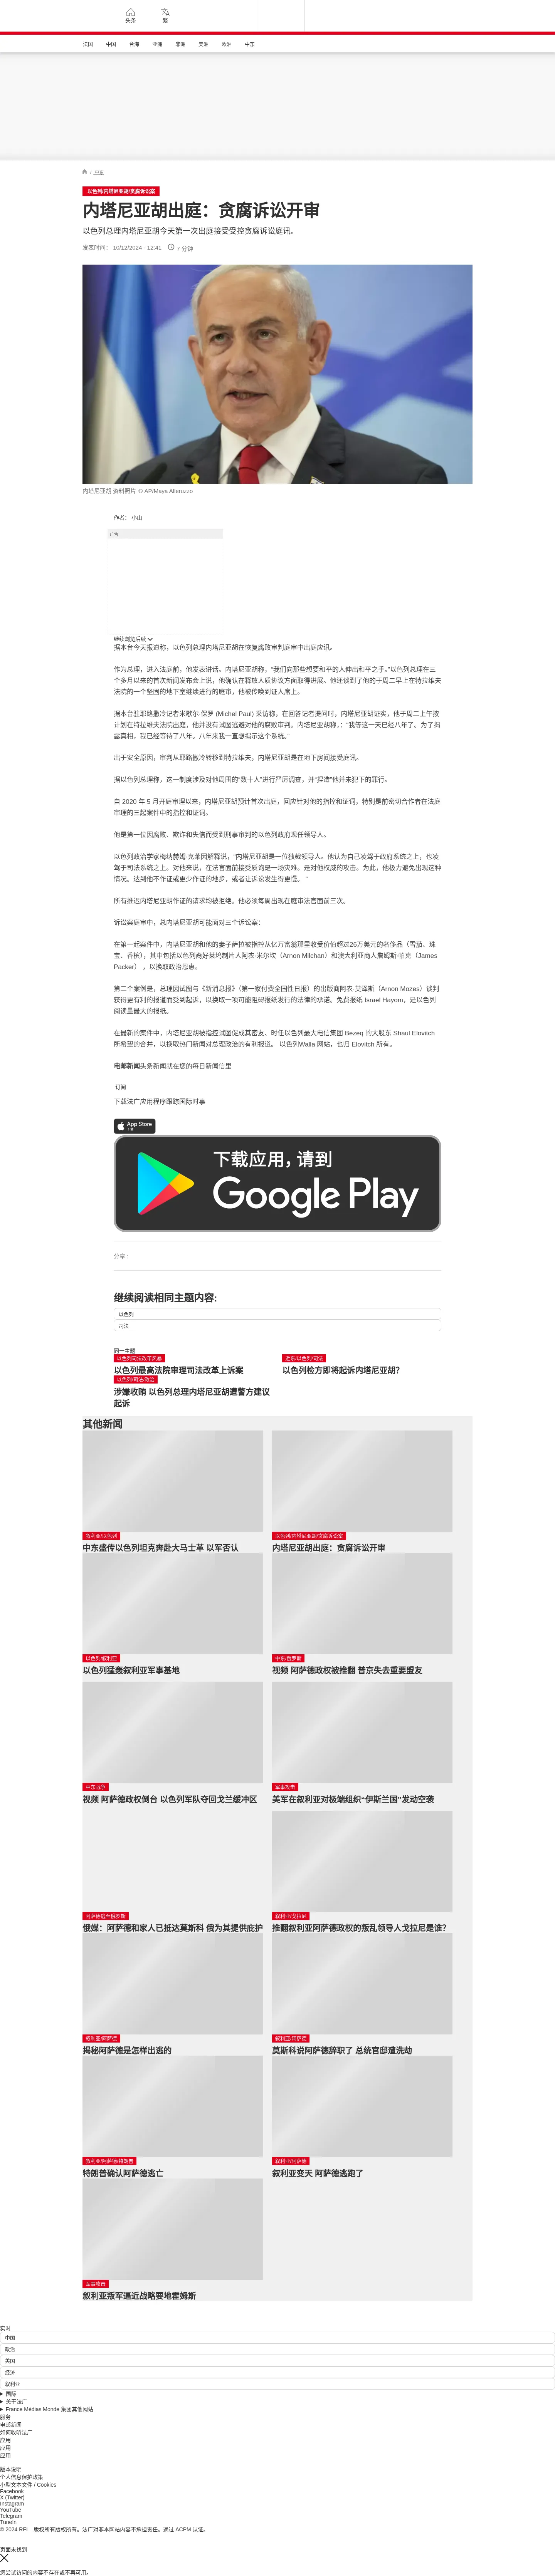 头条
繁
法国 中国 台海 亚洲 非洲 美洲 欧洲 中东
/ 中东
以色列/内塔尼亚胡/贪腐诉讼案
内塔尼亚胡出庭：贪腐诉讼开审
以色列总理内塔尼亚胡今天第一次出庭接受受控贪腐诉讼庭讯。
发表时间： 10/12/2024 - 12:41 7 分钟
内塔尼亚胡 资料照片 © AP/Maya Alleruzzo
作者： 小山
广告
继续浏览后续
据本台今天报道称，以色列总理内塔尼亚胡在恢复腐败审判庭审中出庭应讯。
作为总理，进入法庭前，他发表讲话。内塔尼亚胡称，“我们向那些想要和平的人伸出和平之手。”以色列总理在三
个多月以来的首次新闻发布会上说，他确认在释放人质协议方面取得进展。他还谈到了他的于周二早上在特拉维夫
法院的一个坚固的地下室继续进行的庭审，他被传唤到证人席上。
据本台驻耶路撒冷记者米歇尔·保罗 (Michel Paul) 采访称，在回答记者提问时，内塔尼亚胡证实，他于周二上午按
计划在特拉维夫法院出庭，他并没有试图逃避对他的腐败审判。内塔尼亚胡称，：“我等这一天已经八年了。为了揭
露真相，我已经等待了八年。八年来我一直想揭示这个系统。”
出于安全原因，审判从耶路撒冷转移到特拉维夫，内塔尼亚胡是在地下房间接受庭讯。
据以色列总理称，这一制度涉及对他周围的“数十人”进行严厉调查，并“捏造”他并未犯下的罪行。
自 2020 年 5 月开庭审理以来，内塔尼亚胡预计首次出庭，回应针对他的指控和证词，特别是前密切合作者在法庭
审理的三起案件中的指控和证词。
他是第一位因腐败、欺诈和失信而受到刑事审判的以色列政府现任领导人。
以色列政治学家梅纳赫姆·克莱因解释说，“内塔尼亚胡是一位独裁领导人。他认为自己凌驾于政府系统之上，也凌
驾于司法系统之上。对他来说，在法官面前接受质询是一场灾难。是对他权威的攻击。为此，他极力避免出现这种
情况。达到他不作证或更少作证的地步，或者让诉讼发生得更慢。 ”
所有推迟内塔尼亚胡作证的请求均被拒绝。他必须每周出现在庭审法官面前三次。
诉讼案庭审中，总内塔尼亚胡可能面对三个诉讼案：
在第一起案件中，内塔尼亚胡和他的妻子萨拉被指控从亿万富翁那里收受价值超过26万美元的奢侈品（雪茄、珠
宝、香槟），其中包括以色列裔好莱坞制片人阿农·米尔坎（Arnon Milchan）和澳大利亚商人詹姆斯·帕克（James
Packer） ，以换取政治恩惠。
第二个案例是，总理因试图与《新消息报》（第一家付费全国性日报）的出版商阿农·莫泽斯（Arnon Mozes）谈判
获得更有利的报道而受到起诉，以换取一项可能阻碍报纸发行的法律的承诺。免费报纸 Israel Hayom，是以色列
阅读量最大的报纸。
在最新的案件中，内塔尼亚胡被指控试图促成其密友、时任以色列最大电信集团 Bezeq 的大股东 Shaul Elovitch
所希望的合并，以换取热门新闻对总理政治的有利报道。 以色列Walla 网站，也归 Elovitch 所有。
电邮新闻头条新闻就在您的每日新闻信里
订阅
下载法广应用程序跟踪国际时事
App Store
下载
下载应用，请到
Google Play
分享 :
继续阅读相同主题内容:
以色列
司法
同一主题
以色列司法改革风暴
以色列最高法院审理司法改革上诉案
近东/以色列/司法
以色列检方即将起诉内塔尼亚胡？
以色列/司法/政治
涉嫌收贿 以色列总理内塔尼亚胡遭警方建议
起诉
其他新闻
叙利亚/以色列
中东盛传以色列坦克奔赴大马士革 以军否认
以色列/内塔尼亚胡/贪腐诉讼案
内塔尼亚胡出庭：贪腐诉讼开审
以色列/叙利亚
以色列猛轰叙利亚军事基地
中东/俄罗斯
视频 阿萨德政权被推翻 普京失去重要盟友
中东战争
视频 阿萨德政权倒台 以色列军队夺回戈兰缓冲区
军事攻击
美军在叙利亚对极端组织“伊斯兰国”发动空袭
阿萨德逃至俄罗斯
俄媒：阿萨德和家人已抵达莫斯科 俄为其提供庇护
叙利亚/戈拉尼
推翻叙利亚阿萨德政权的叛乱领导人戈拉尼是谁？
叙利亚/阿萨德
揭秘阿萨德是怎样出逃的
叙利亚/阿萨德
莫斯科说阿萨德辞职了 总统官邸遭洗劫
叙利亚/阿萨德/特朗普
特朗普确认阿萨德逃亡
叙利亚/阿萨德
叙利亚变天 阿萨德逃跑了
军事攻击
叙利亚叛军逼近战略要地霍姆斯
实时
中国
政治
美国
经济
叙利亚
国际
关于法广
France Médias Monde 集团其他网站
服务
电邮新闻
如何收听法广
应用
应用
应用
版本说明
个人信息保护政策
小型文本文件 / Cookies
Facebook
X (Twitter)
Instagram
YouTube
Telegram
TuneIn
© 2024 RFI – 版权所有版权所有。法广对非本网站内容不承担责任。通过 ACPM 认证。
页面未找到
您尝试访问的内容不存在或不再可用。